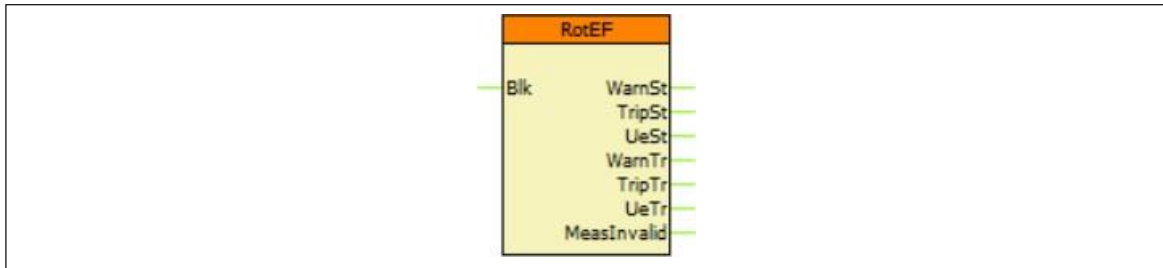 RotEF
Blk WarnSt
TripSt
UeSt
WarnTr
TripTr
UeTr
MeasInvalid